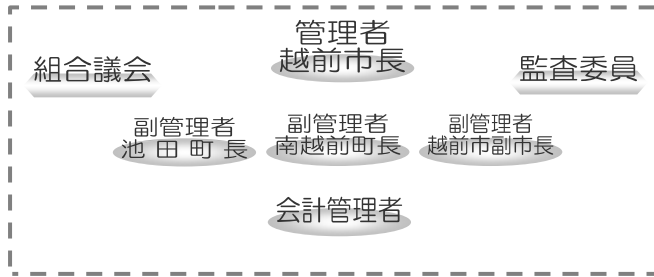 管理者
越前市長
組合議会
監査委員
副管理者
池田町長
副管理者
南越前町長
副管理者
越前市副市長
会計管理者